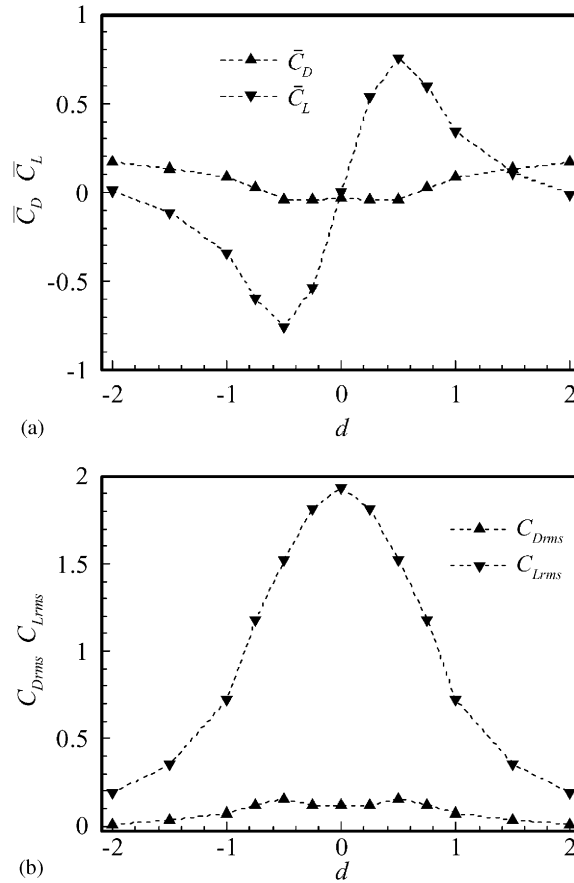 1
0.5
0
-0.5
-1
C̄_D C̄_L
C̄_D
C̄_L
-2 -1 0 1 2
d
(a)
2
1.5
1
0.5
0
C_Drms C_Lrms
C_Drms
C_Lrms
-2 -1 0 1 2
d
(b)